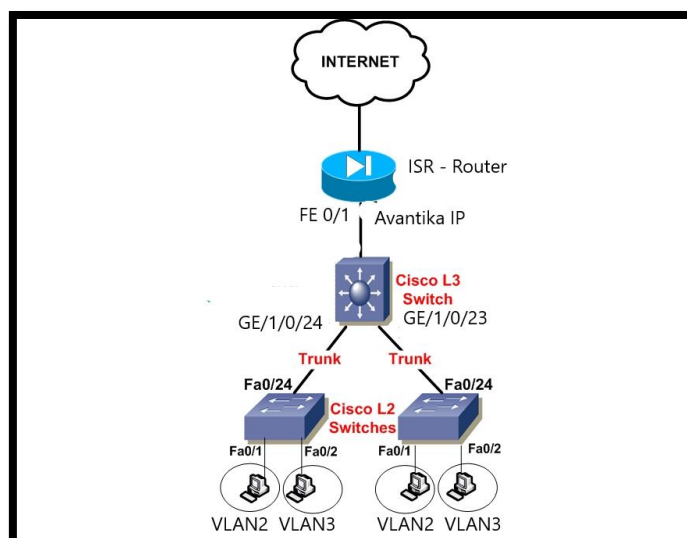 INTERNET
ISR - Router
FE 0/1
Avantika IP
Cisco L3
Switch
GE/1/0/24
GE/1/0/23
Trunk
Trunk
Fa0/24
Fa0/24
Cisco L2
Switches
Fa0/1
Fa0/2
Fa0/1
Fa0/2
VLAN2
VLAN3
VLAN2
VLAN3